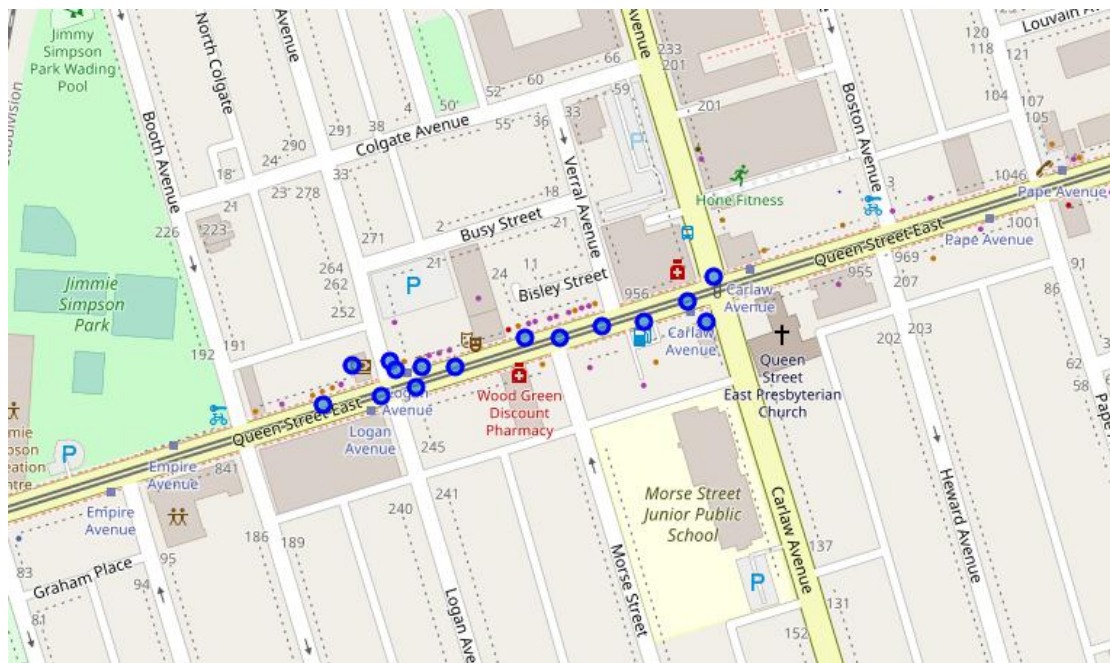 Jimmy
Simpson
Park Wading
Pool
North Colgate
Avenue
Avenue
233
201
66
60
59
52
50
4
38
291
290
24
18
21
23
278
33
Colgate Avenue
55
36
33
201
Louvain
120
118
121
104
107
105
Booth Avenue
226
223
271
264
262
252
2
Busy Street
18
21
21
24
11
Bisley Street
Verral Avenue
P
Hone Fitness
Boston Avenue
3
1046
Pape Avenue
1001
Pape Avenue
Queen Street East
969
955
207
203
202
91
86
62
58
67
Jimmie
Simpson
Park
192
191
P
956
Carlaw
Avenue
Carlaw
Avenue
Queen
Street
East Presbyterian
Church
Wood Green
Discount
Pharmacy
Avenue
Logan
Avenue
Queen Street East
P
Empire
Avenue
Empire
Avenue
841
245
241
240
186
189
95
94
83
81
Graham Place
Logan Ave
Morse Street
Morse Street
Junior Public
School
P
Carlaw Avenue
137
131
152
Heward Avenue
Pape